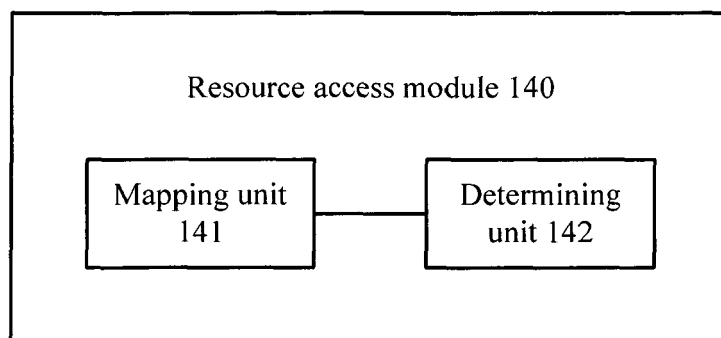 Resource access module 140
Mapping unit
141
Determining
unit 142